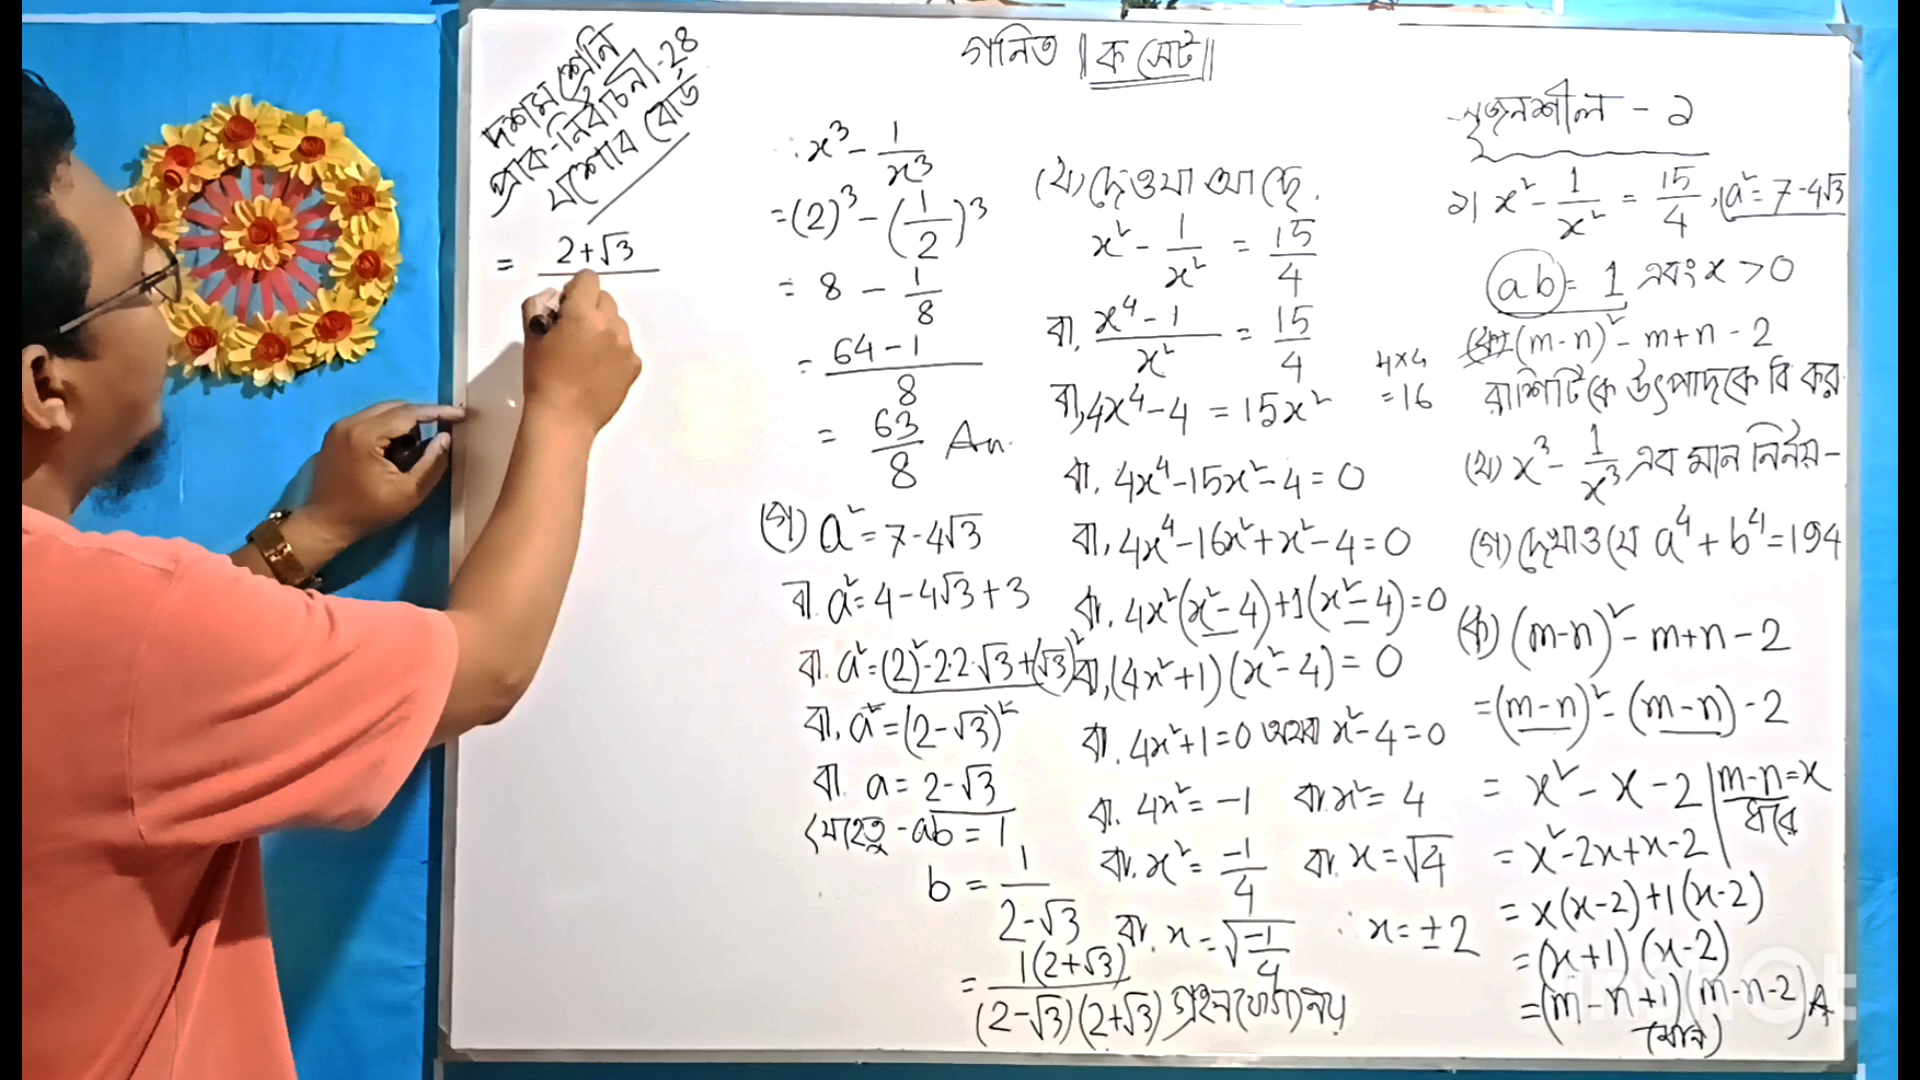 গনিত || ক সেট ||
দশম শ্রেনি
প্রাক-নির্বাচনী-২৪
যশোর বোর্ড
সৃজনশীল - ১
১| x² - 1/x² = 15/4, a² = 7-4√3
ab = 1 এবং x > 0
(ক) (m-n)² - m+n - 2
রাশিটিকে উৎপাদকে বি কর
(খ) x³ - 1/x³ এর মান নির্নয় -
(গ) দেখাও যে a⁴ + b⁴ = 194
(ক) (m-n)² - m+n - 2
= (m-n)² - (m-n) - 2
= x² - x - 2 | m-n = x
ধরে
= x² - 2x + x - 2
= x(x-2) + 1(x-2)
= (x+1) (x-2)
= (m-n+1)(m-n-2) A
(খ) দেওয়া আছে,
x² - 1/x² = 15/4
বা, x⁴ - 1/x² = 15/4
4×4
= 16
বা, 4x⁴ - 4 = 15x²
বা, 4x⁴ - 15x² - 4 = 0
বা, 4x⁴ - 16x² + x² - 4 = 0
বা, 4x²(x² - 4) + 1(x² - 4) = 0
বা, (4x² + 1)(x² - 4) = 0
বা, 4x² + 1 = 0 অথবা x² - 4 = 0
বা, 4x² = -1 বা x² = 4
বা, x² = -1/4 বা, x = √4
বা, x = √-1/4 ∴ x = ± 2
গ্রহনযোগ্য নয়
∴ x³ - 1/x³
= (2)³ - (1/2)³
= 8 - 1/8
= 64 - 1/8
= 63/8 An.
(গ) a² = 7 - 4√3
বা, a² = 4 - 4√3 + 3
বা, a² = (2)² - 2·2·√3 + (√3)²
বা, a² = (2 - √3)²
বা, a = 2 - √3
যেহেতু - ab = 1
b = 1/2 - √3
= 1(2+√3)/(2-√3)(2+√3)
= 2 + √3